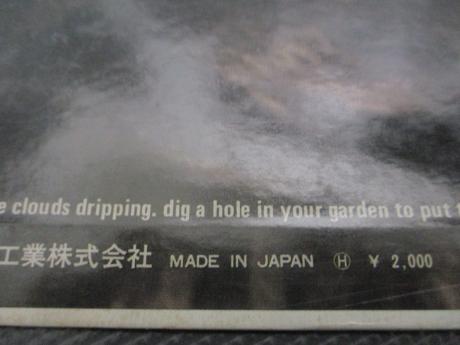 e clouds dripping. dig a hole in your garden to put t
工業株式会社 MADE IN JAPAN Ⓗ ¥ 2,000